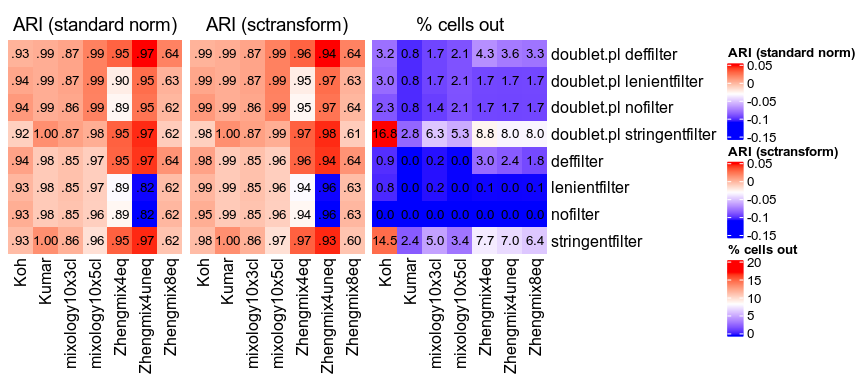 ARI (standard norm) ARI (sctransform) % cells out
.93 .99 .87 .99 .95 .97 .64 .99 .99 .87 .99 .96 .94 .64 3.2 0.8 1.7 2.1 4.3 3.6 3.3 doublet.pl deffilter
.94 .99 .87 .99 .90 .95 .63 .99 .99 .87 .99 .95 .97 .63 3.0 0.8 1.7 2.1 1.7 1.7 1.7 doublet.pl lenientfilter
.94 .99 .86 .99 .89 .95 .62 .99 .99 .86 .99 .95 .97 .64 2.3 0.8 1.4 2.1 1.7 1.7 1.7 doublet.pl nofilter
.92 1.00 .87 .98 .95 .97 .62 .98 1.00 .87 .99 .97 .98 .61 16.8 2.8 6.3 5.3 8.8 8.0 8.0 doublet.pl stringentfilter
.94 .98 .85 .97 .95 .97 .64 .98 .99 .85 .96 .96 .94 .64 0.9 0.0 0.2 0.0 3.0 2.4 1.8 deffilter
.93 .98 .85 .97 .89 .82 .62 .99 .99 .85 .96 .94 .96 .63 0.8 0.0 0.2 0.0 0.1 0.0 0.1 lenientfilter
.93 .98 .85 .96 .89 .82 .62 .95 .99 .85 .96 .94 .96 .63 0.0 0.0 0.0 0.0 0.0 0.0 0.0 nofilter
.93 1.00 .86 .96 .95 .97 .62 .98 1.00 .86 .97 .97 .93 .60 14.5 2.4 5.0 3.4 7.7 7.0 6.4 stringentfilter
Koh Kumar mixology10x3cl mixology10x5cl Zhengmix4eq Zhengmix4uneq Zhengmix8eq Koh Kumar mixology10x3cl mixology10x5cl Zhengmix4eq Zhengmix4uneq Zhengmix8eq Koh Kumar mixology10x3cl mixology10x5cl Zhengmix4eq Zhengmix4uneq Zhengmix8eq
ARI (standard norm)
0.05
0
-0.05
-0.1
-0.15
ARI (sctransform)
0.05
0
-0.05
-0.1
-0.15
% cells out
20
15
10
5
0